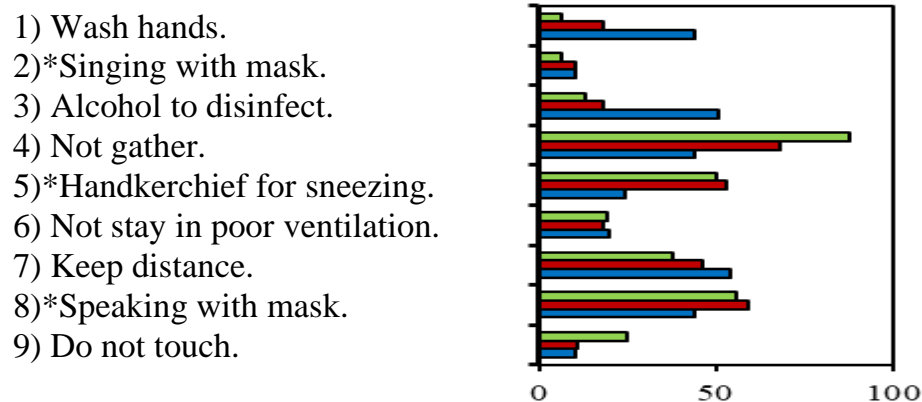 1) Wash hands.
2)*Singing with mask.
3) Alcohol to disinfect.
4) Not gather.
5)*Handkerchief for sneezing.
6) Not stay in poor ventilation.
7) Keep distance.
8)*Speaking with mask.
9) Do not touch.
0 50 100